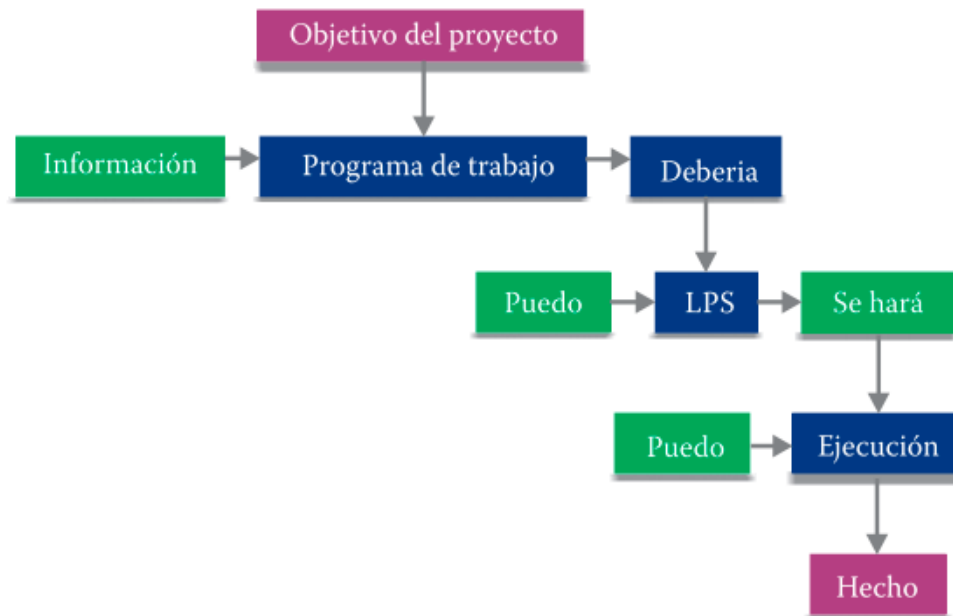 Objetivo del proyecto
Información
Programa de trabajo
Deberia
Puedo
LPS
Se hará
Puedo
Ejecución
Hecho